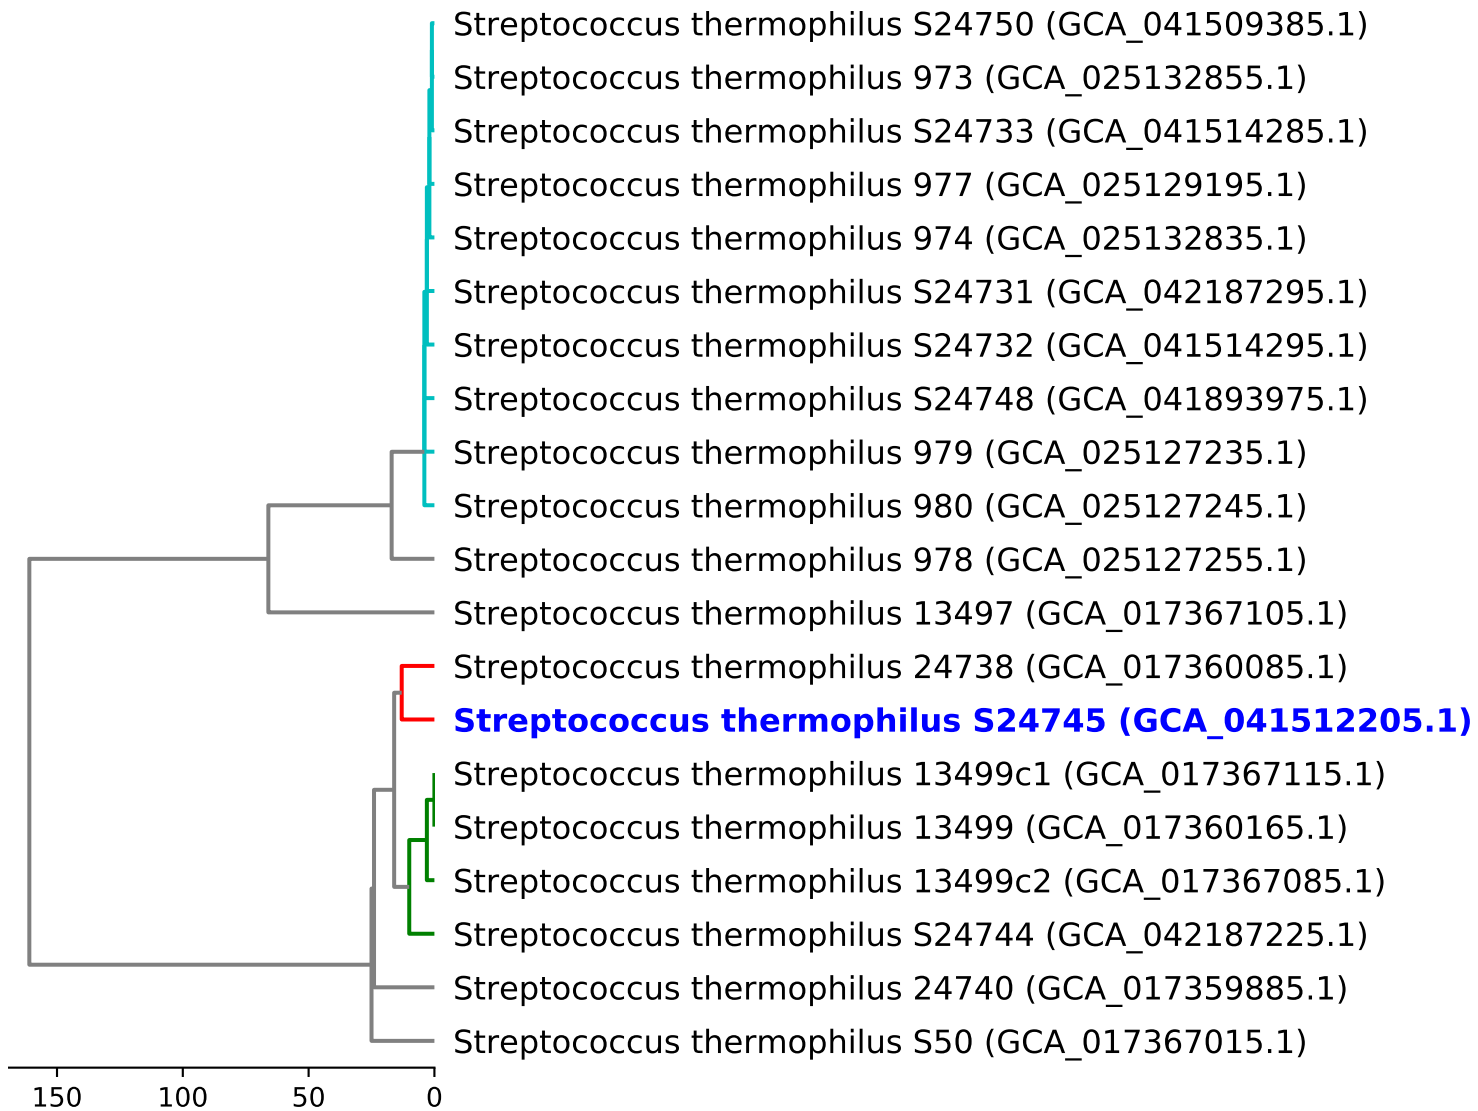 Streptococcus thermophilus S24750 (GCA_041509385.1)
Streptococcus thermophilus 973 (GCA_025132855.1)
Streptococcus thermophilus S24733 (GCA_041514285.1)
Streptococcus thermophilus 977 (GCA_025129195.1)
Streptococcus thermophilus 974 (GCA_025132835.1)
Streptococcus thermophilus S24731 (GCA_042187295.1)
Streptococcus thermophilus S24732 (GCA_041514295.1)
Streptococcus thermophilus S24748 (GCA_041893975.1)
Streptococcus thermophilus 979 (GCA_025127235.1)
Streptococcus thermophilus 980 (GCA_025127245.1)
Streptococcus thermophilus 978 (GCA_025127255.1)
Streptococcus thermophilus 13497 (GCA_017367105.1)
Streptococcus thermophilus 24738 (GCA_017360085.1)
Streptococcus thermophilus S24745 (GCA_041512205.1)
Streptococcus thermophilus 13499c1 (GCA_017367115.1)
Streptococcus thermophilus 13499 (GCA_017360165.1)
Streptococcus thermophilus 13499c2 (GCA_017367085.1)
Streptococcus thermophilus S24744 (GCA_042187225.1)
Streptococcus thermophilus 24740 (GCA_017359885.1)
Streptococcus thermophilus S50 (GCA_017367015.1)
150 100 50 0